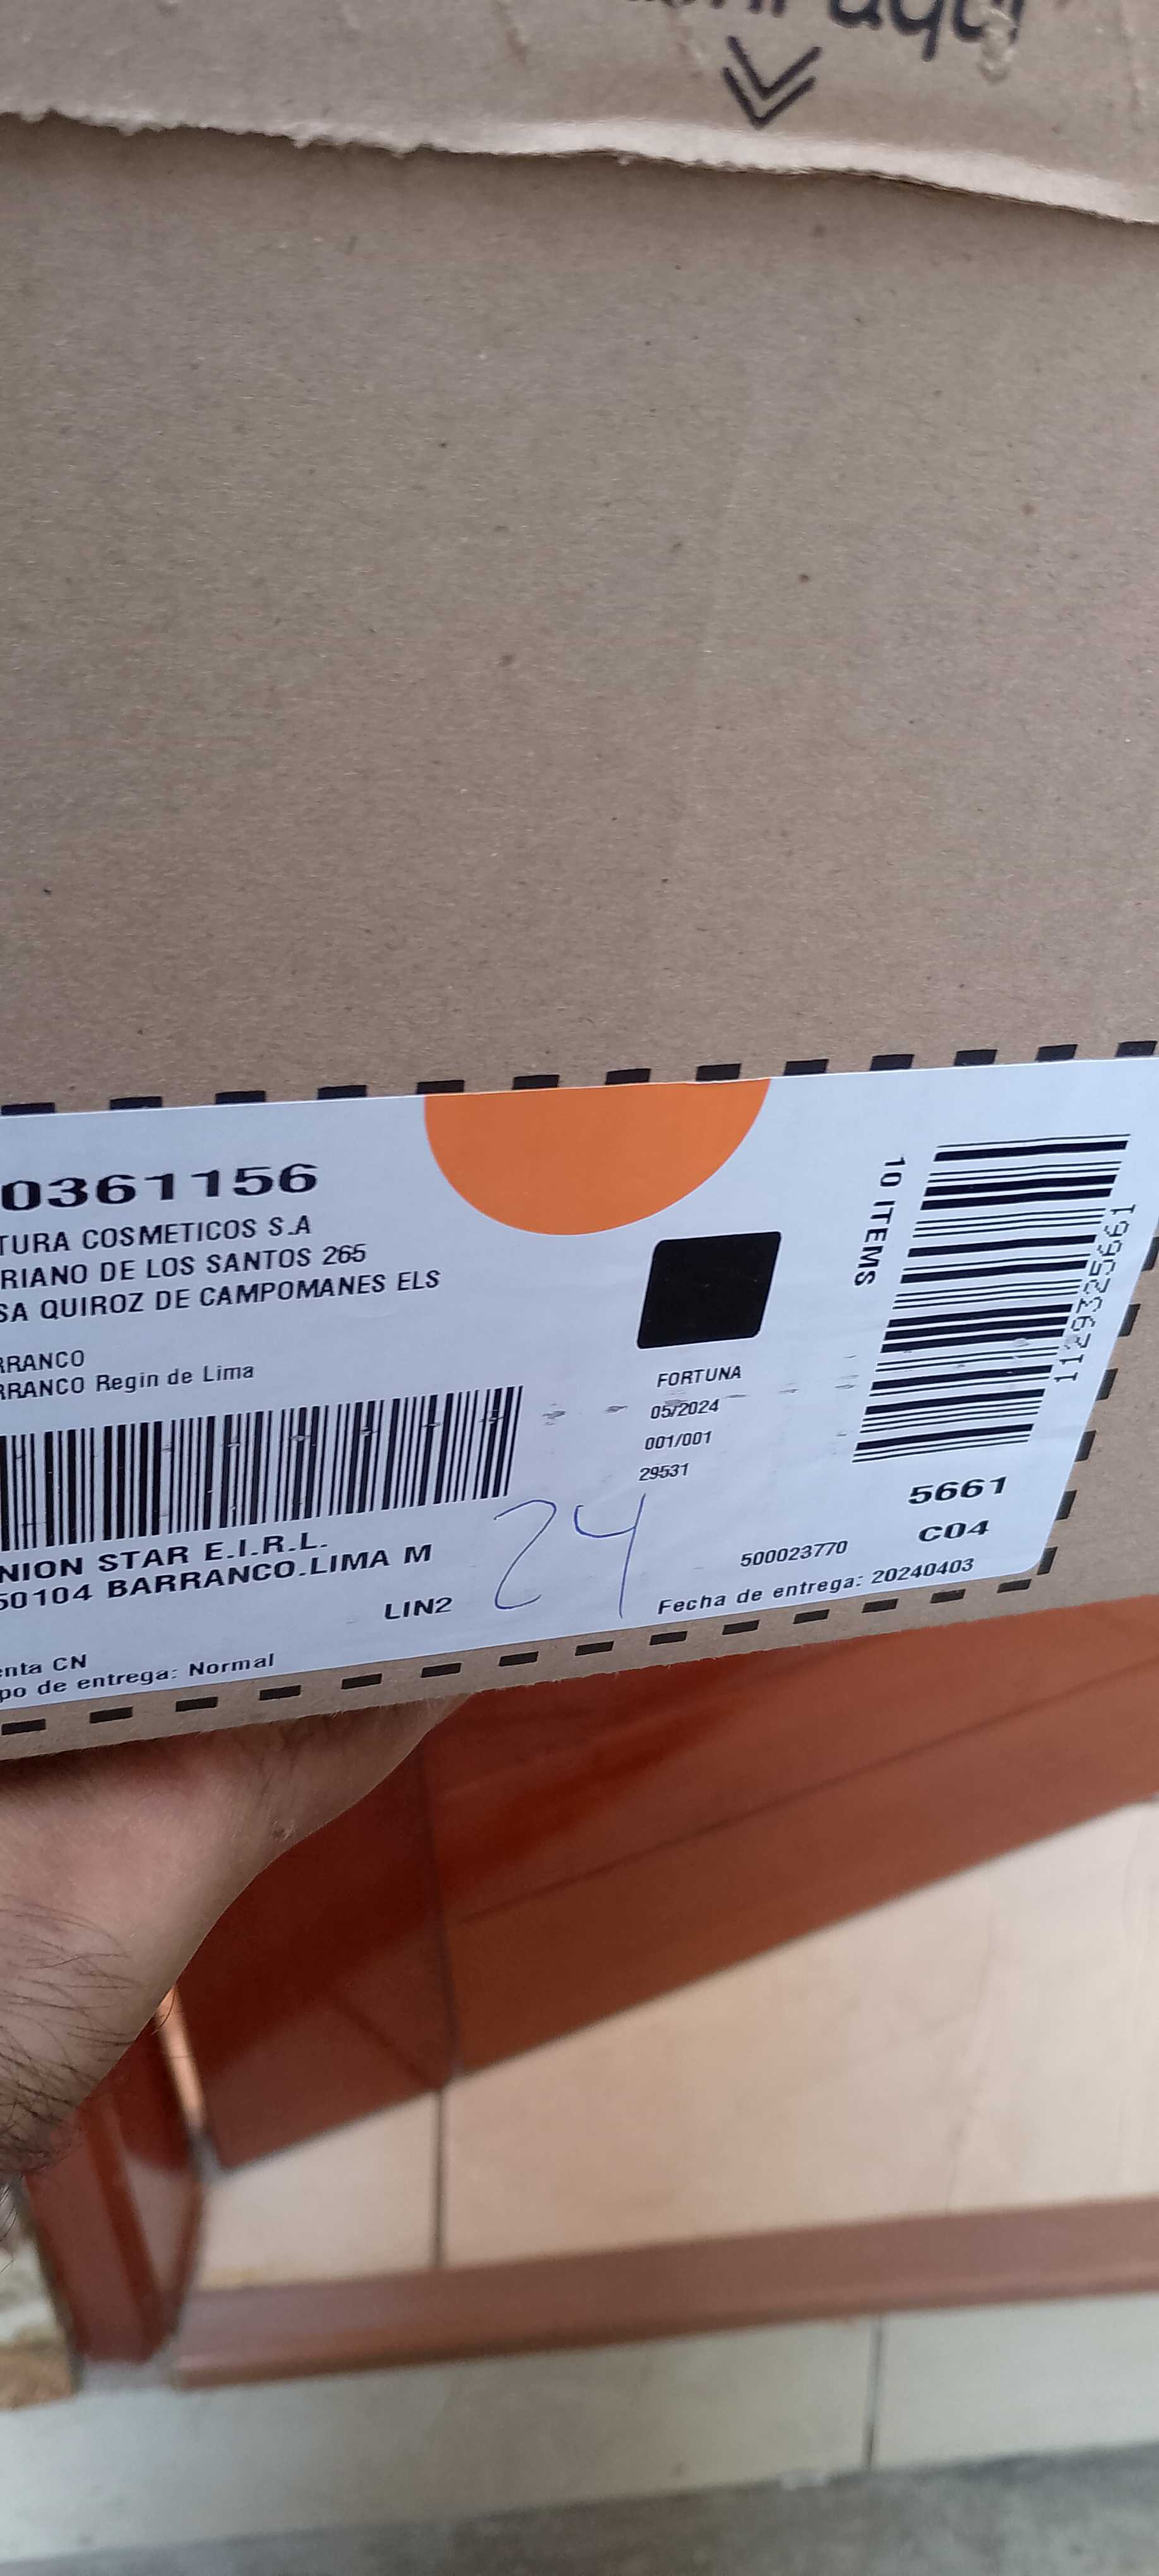 0361156
TURA COSMETICOS S.A
RIANO DE LOS SANTOS 265
SA QUIROZ DE CAMPOMANES ELS
RRANCO
RRANCO Regin de Lima
NION STAR E.I.R.L.
50104 BARRANCO.LIMA M
LIN2
enta CN
po de entrega: Normal
24
FORTUNA
05/2024
001/001
29531
500023770
Fecha de entrega: 20240403
10 ITEMS
5661
C04